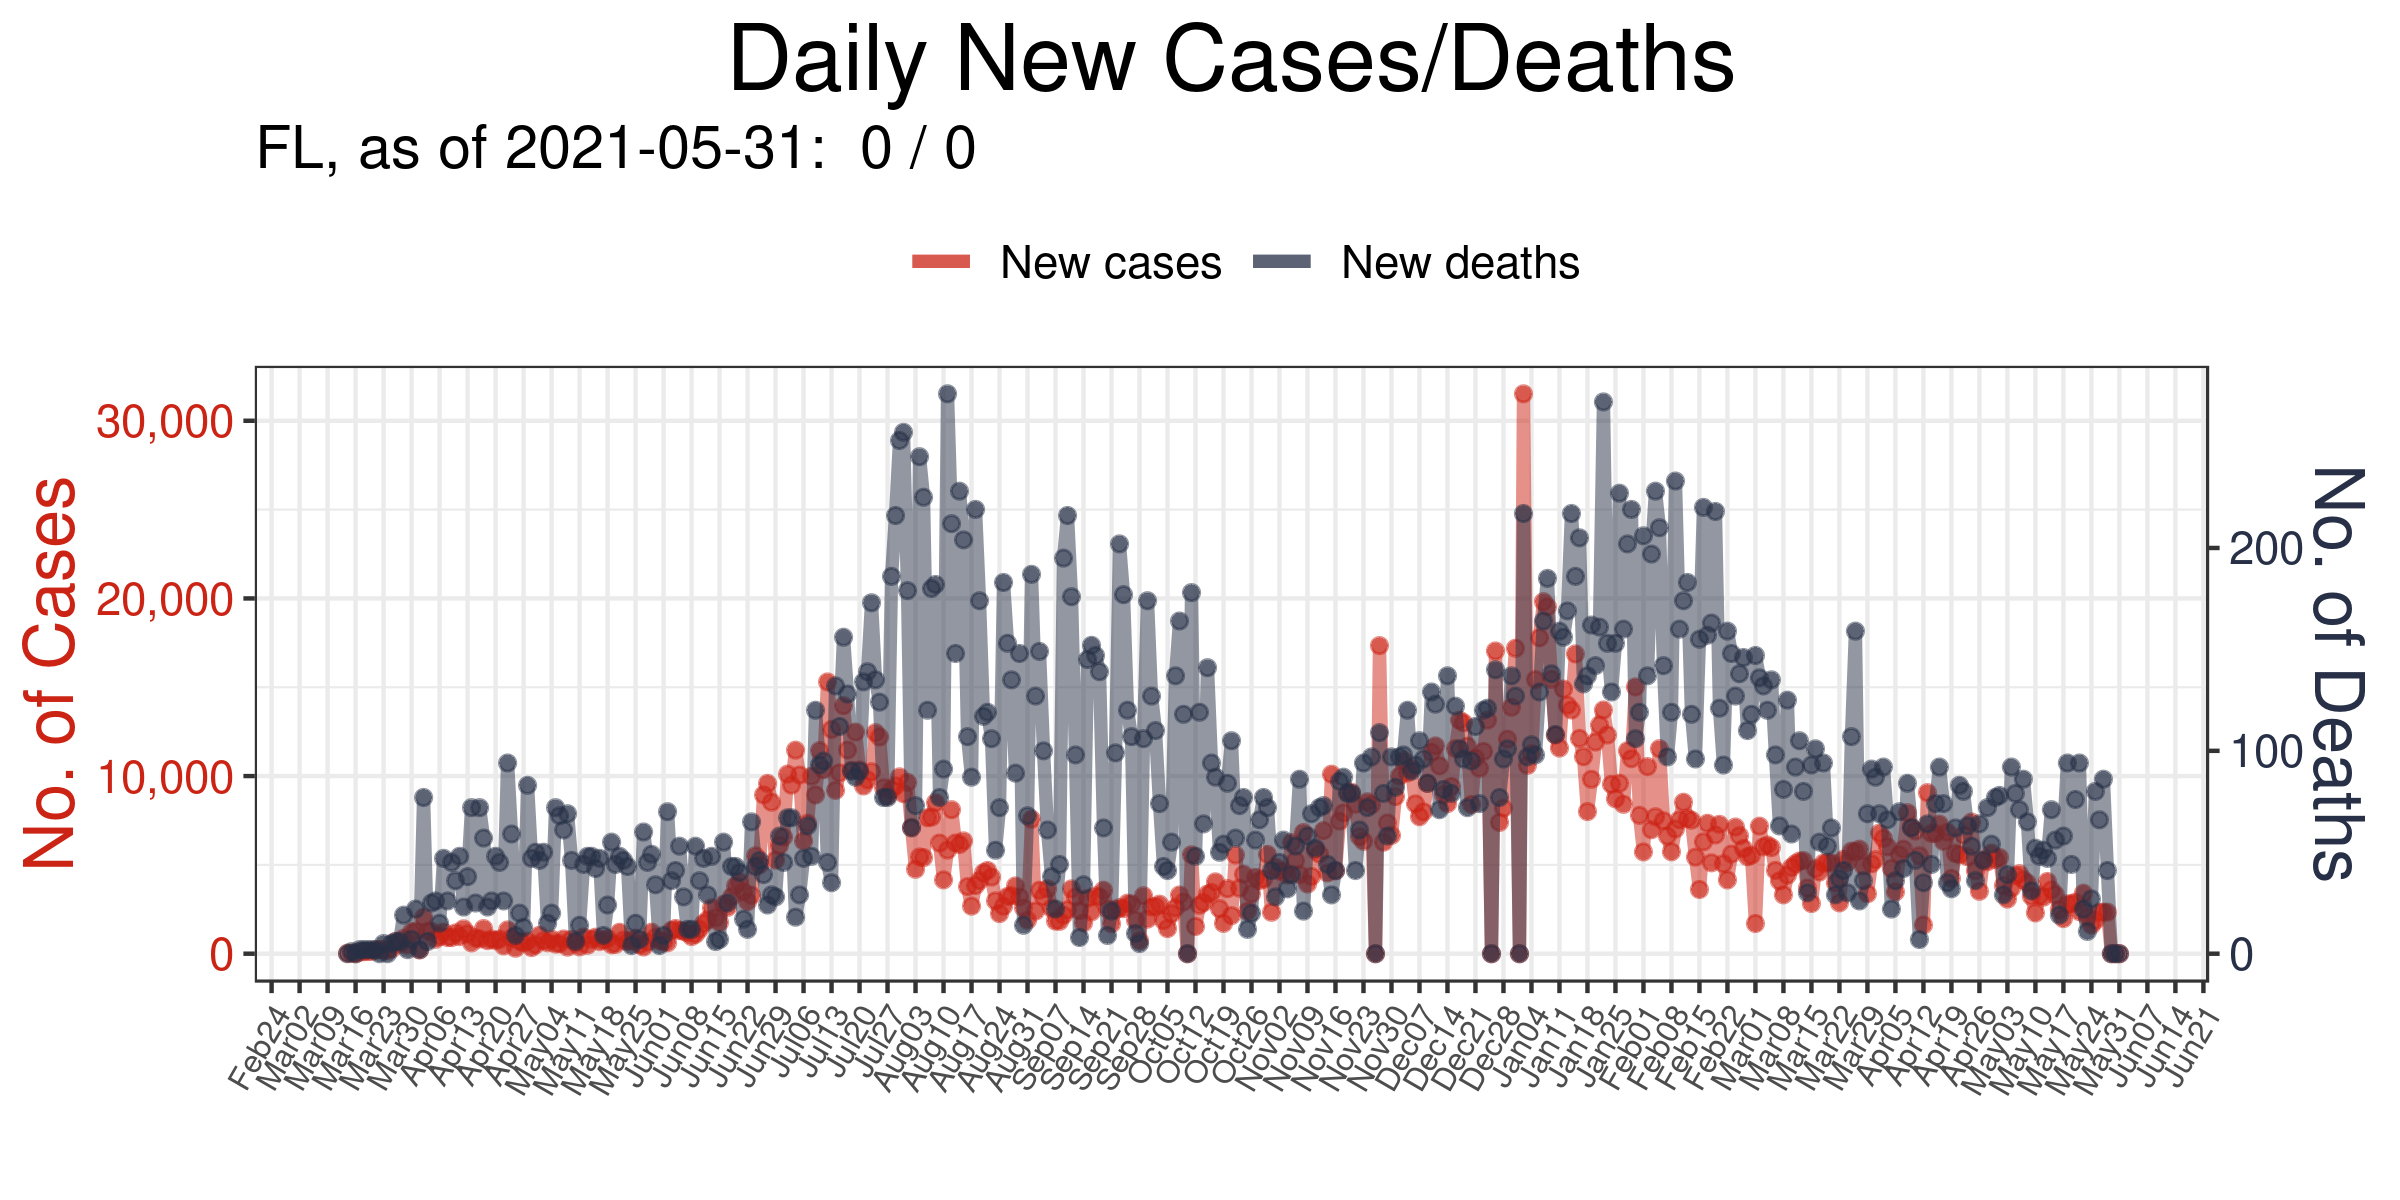 Daily New Cases/Deaths
FL, as of 2021-05-31:  0 / 0
New cases
New deaths
No. of Cases
30,000
20,000
10,000
0
No. of Deaths
200
100
0
Feb24
Mar02
Mar09
Mar16
Mar23
Mar30
Apr06
Apr13
Apr20
Apr27
May04
May11
May18
May25
Jun01
Jun08
Jun15
Jun22
Jun29
Jul06
Jul13
Jul20
Jul27
Aug03
Aug10
Aug17
Aug24
Aug31
Sep07
Sep14
Sep21
Sep28
Oct05
Oct12
Oct19
Oct26
Nov02
Nov09
Nov16
Nov23
Nov30
Dec07
Dec14
Dec21
Dec28
Jan04
Jan11
Jan18
Jan25
Feb01
Feb08
Feb15
Feb22
Mar01
Mar08
Mar15
Mar22
Mar29
Apr05
Apr12
Apr19
Apr26
May03
May10
May17
May24
May31
Jun07
Jun14
Jun21